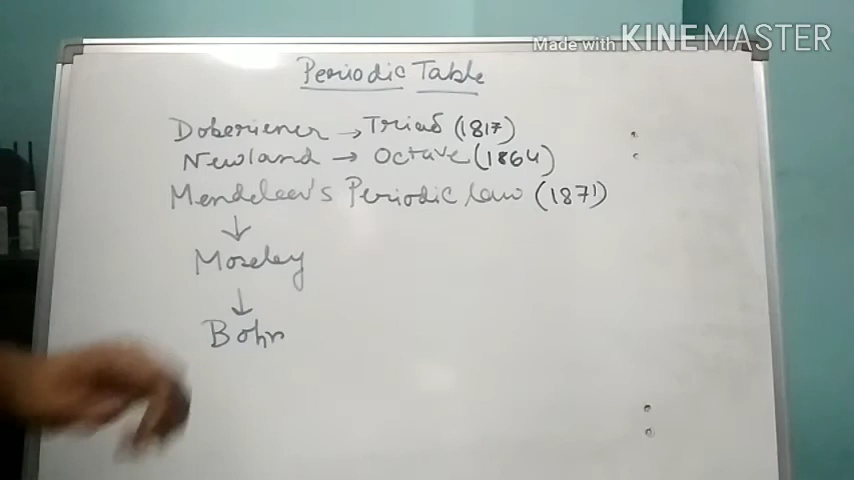 Made with KINEMASTER
Periodic Table
Doberiener → Triad (1817)
Newland → Octave (1864)
Mendeleev's Periodic law (1871)
↓
Moseley
↓
Bohr